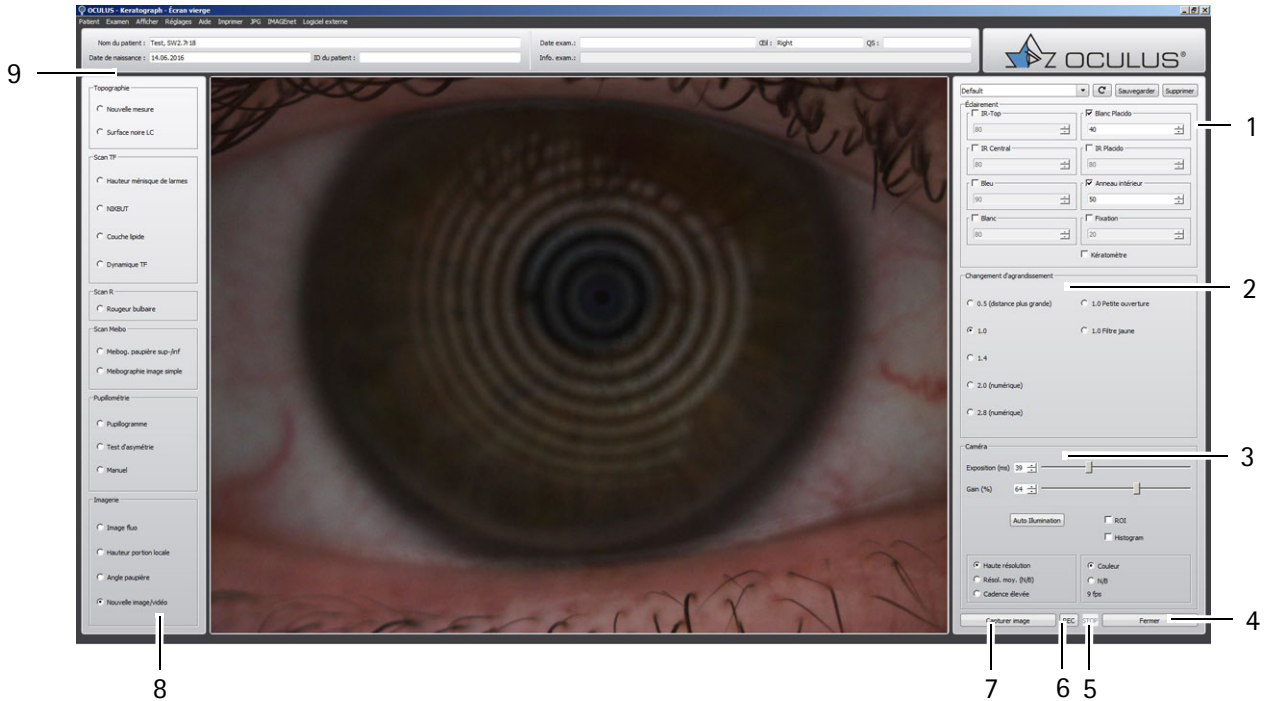 OCULUS - Keratograph - Écran vierge
Patient Examen Afficher Réglages Aide Imprimer JPG IMAGEnet Logiciel externe
Nom du patient : Test, SW2.7r18
Date exam.: Œil : Right QS :
Date de naissance : 14.06.2016 ID du patient :
Info. exam.:
OCULUS®
9
Topographie
Nouvelle mesure
Surface noire LC
Scan TF
Hauteur ménisque de larmes
NIKBUT
Couche lipide
Dynamique TF
Scan R
Rougeur bulbaire
Scan Meibo
Meibog. paupière sup-/inf
Meibographie image simple
Pupillométrie
Pupillogramme
Test d'asymétrie
Manuel
Imagerie
Image fluo
Hauteur portion locale
Angle paupière
Nouvelle image/vidéo
Default Sauvegarder Supprimer
Éclairement
IR-Top Blanc Placido
80 40
1
IR Central IR Placido
80 80
Bleu Anneau intérieur
90 50
Blanc Fixation
80 20
Kératomètre
Changement d'agrandissement
2
0.5 (distance plus grande) 1.0 Petite ouverture
1.0 1.0 Filtre jaune
1.4
2.0 (numérique)
2.8 (numérique)
Caméra
3
Exposition (ms) 39
Gain (%) 64
Auto Illumination ROI
Histogram
Haute résolution Couleur
Résol. moy. (N/B) N/B
Cadence élevée 9 fps
Capturer image REC STOP Fermer
4
8 7 6 5